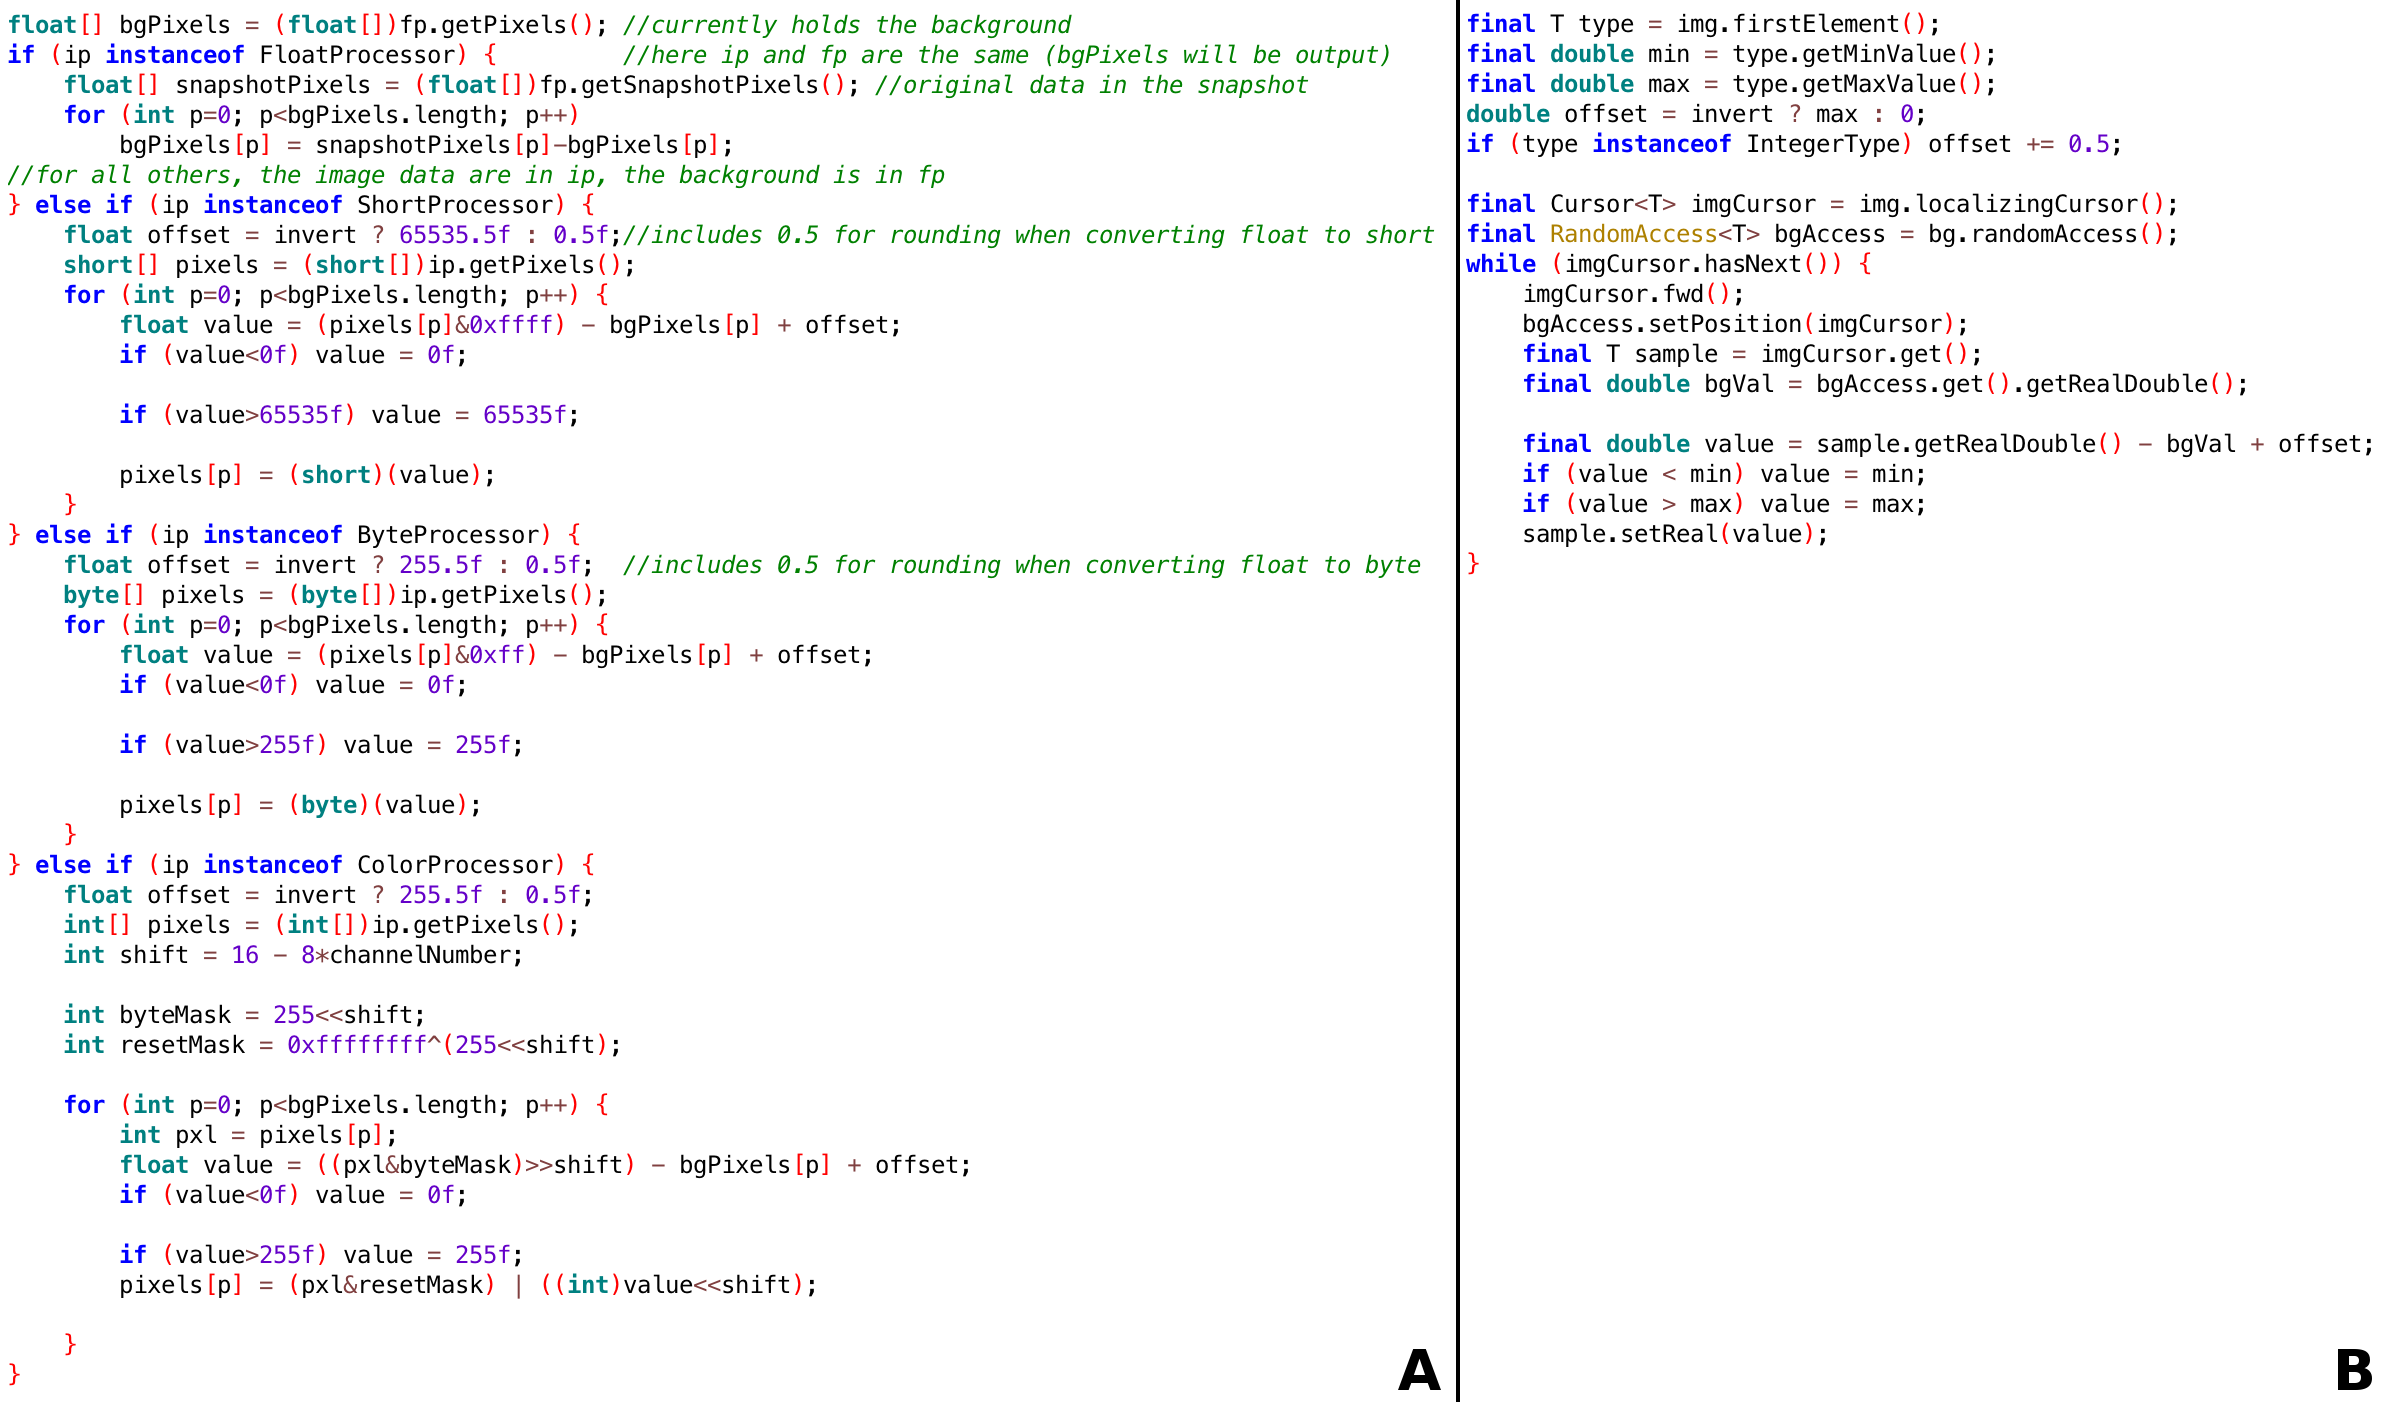 float[] bgPixels = (float[])fp.getPixels(); //currently holds the background
if (ip instanceof FloatProcessor) {         //here ip and fp are the same (bgPixels will be output)
    float[] snapshotPixels = (float[])fp.getSnapshotPixels(); //original data in the snapshot
    for (int p=0; p<bgPixels.length; p++)
        bgPixels[p] = snapshotPixels[p]-bgPixels[p];
//for all others, the image data are in ip, the background is in fp
} else if (ip instanceof ShortProcessor) {
    float offset = invert ? 65535.5f : 0.5f;//includes 0.5 for rounding when converting float to short
    short[] pixels = (short[])ip.getPixels();
    for (int p=0; p<bgPixels.length; p++) {
        float value = (pixels[p]&0xffff) - bgPixels[p] + offset;
        if (value<0f) value = 0f;
        if (value>65535f) value = 65535f;
        pixels[p] = (short)(value);
    }
} else if (ip instanceof ByteProcessor) {
    float offset = invert ? 255.5f : 0.5f;  //includes 0.5 for rounding when converting float to byte
    byte[] pixels = (byte[])ip.getPixels();
    for (int p=0; p<bgPixels.length; p++) {
        float value = (pixels[p]&0xff) - bgPixels[p] + offset;
        if (value<0f) value = 0f;
        if (value>255f) value = 255f;
        pixels[p] = (byte)(value);
    }
} else if (ip instanceof ColorProcessor) {
    float offset = invert ? 255.5f : 0.5f;
    int[] pixels = (int[])ip.getPixels();
    int shift = 16 - 8*channelNumber;
    int byteMask = 255<<shift;
    int resetMask = 0xffffffff^(255<<shift);
    for (int p=0; p<bgPixels.length; p++) {
        int pxl = pixels[p];
        float value = ((pxl&byteMask)>>shift) - bgPixels[p] + offset;
        if (value<0f) value = 0f;
        if (value>255f) value = 255f;
        pixels[p] = (pxl&resetMask) | ((int)value<<shift);
    }
}
A
final T type = img.firstElement();
final double min = type.getMinValue();
final double max = type.getMaxValue();
double offset = invert ? max : 0;
if (type instanceof IntegerType) offset += 0.5;
final Cursor<T> imgCursor = img.localizingCursor();
final RandomAccess<T> bgAccess = bg.randomAccess();
while (imgCursor.hasNext()) {
    imgCursor.fwd();
    bgAccess.setPosition(imgCursor);
    final T sample = imgCursor.get();
    final double bgVal = bgAccess.get().getRealDouble();
    final double value = sample.getRealDouble() - bgVal + offset;
    if (value < min) value = min;
    if (value > max) value = max;
    sample.setReal(value);
}
B